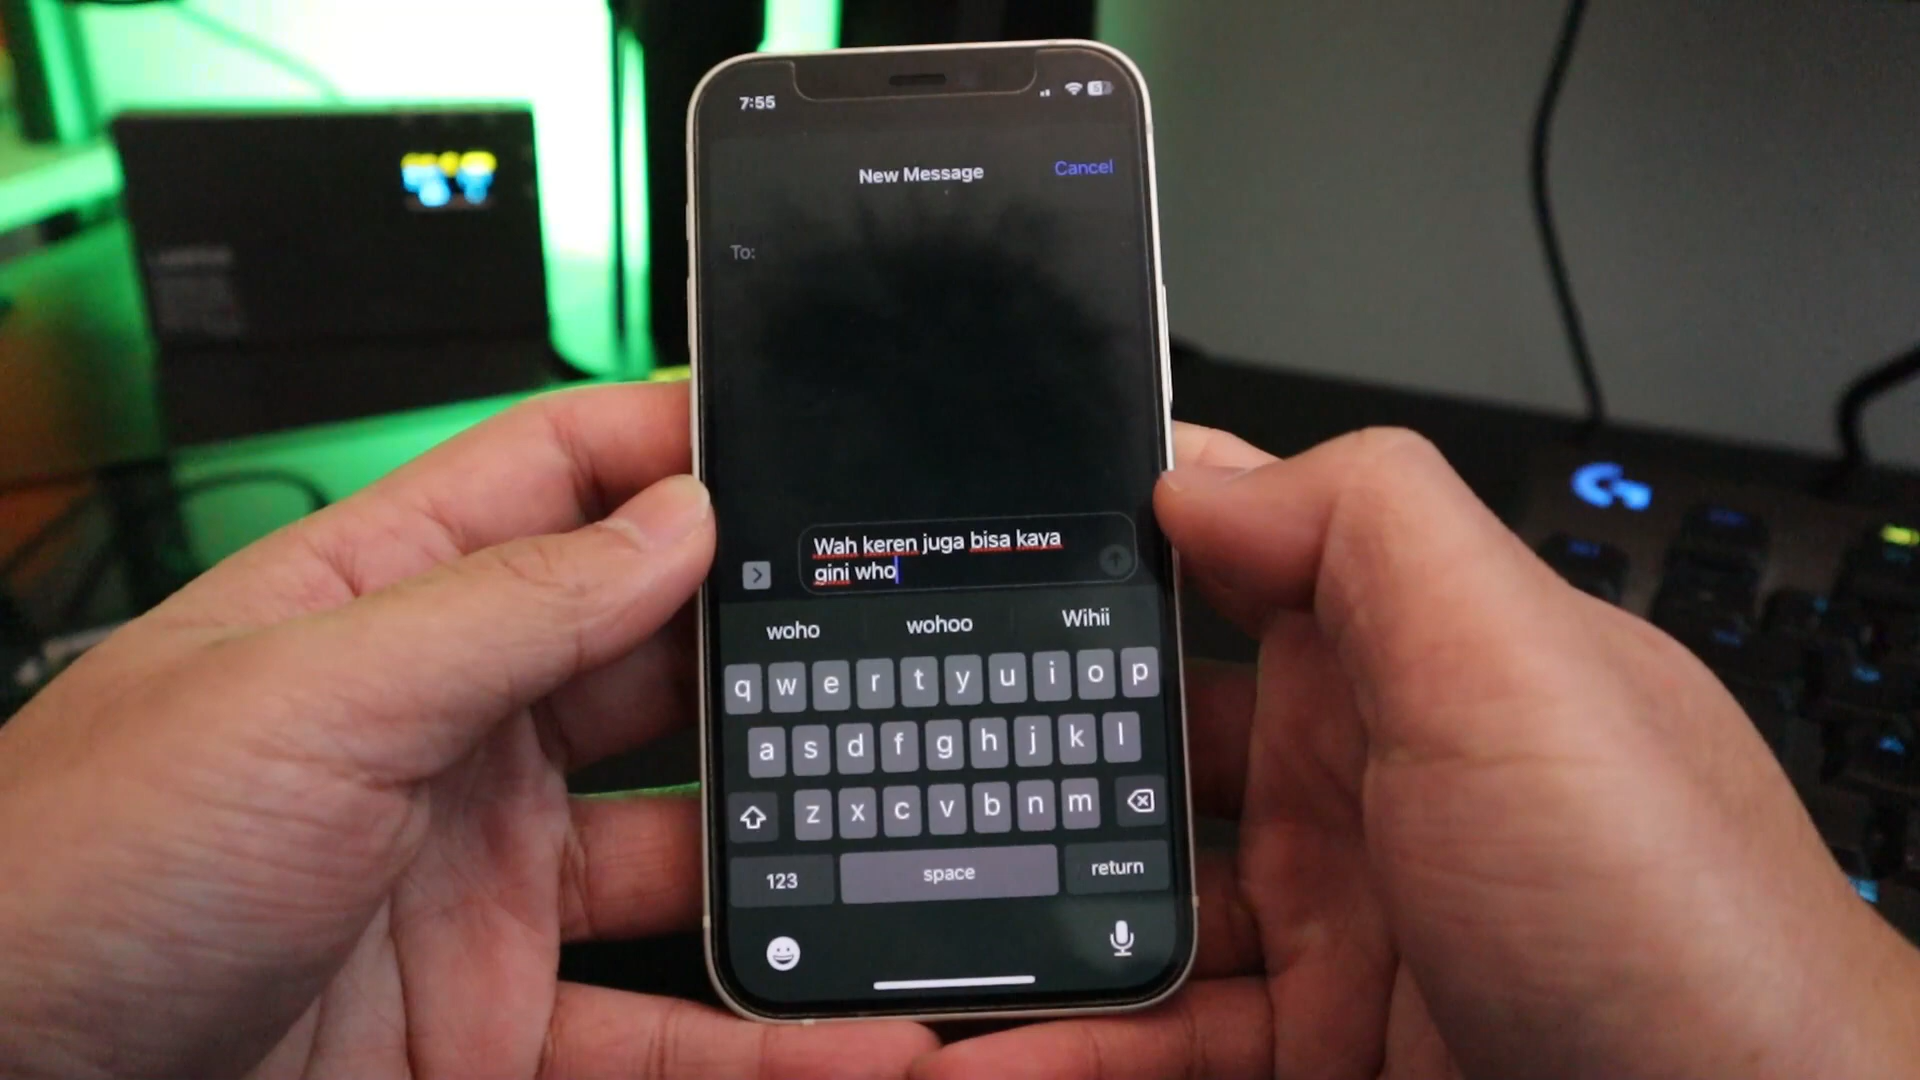 7:55
New Message
Cancel
To:
Wah keren juga bisa kaya
gini who
woho wohoo Wihii
q w e r t y u i o p
a s d f g h j k l
z x c v b n m
123 space return
G